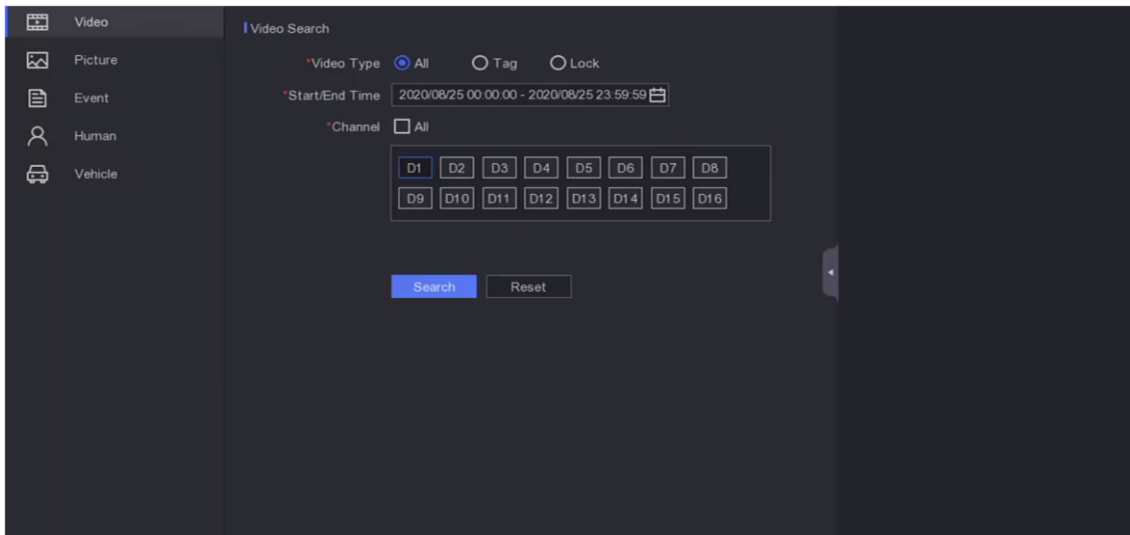 Video
Picture
Event
Human
Vehicle
Video Search
*Video Type All Tag Lock
*Start/End Time 2020/08/25 00:00:00 - 2020/08/25 23:59:59
*Channel All
D1 D2 D3 D4 D5 D6 D7 D8
D9 D10 D11 D12 D13 D14 D15 D16
Search Reset